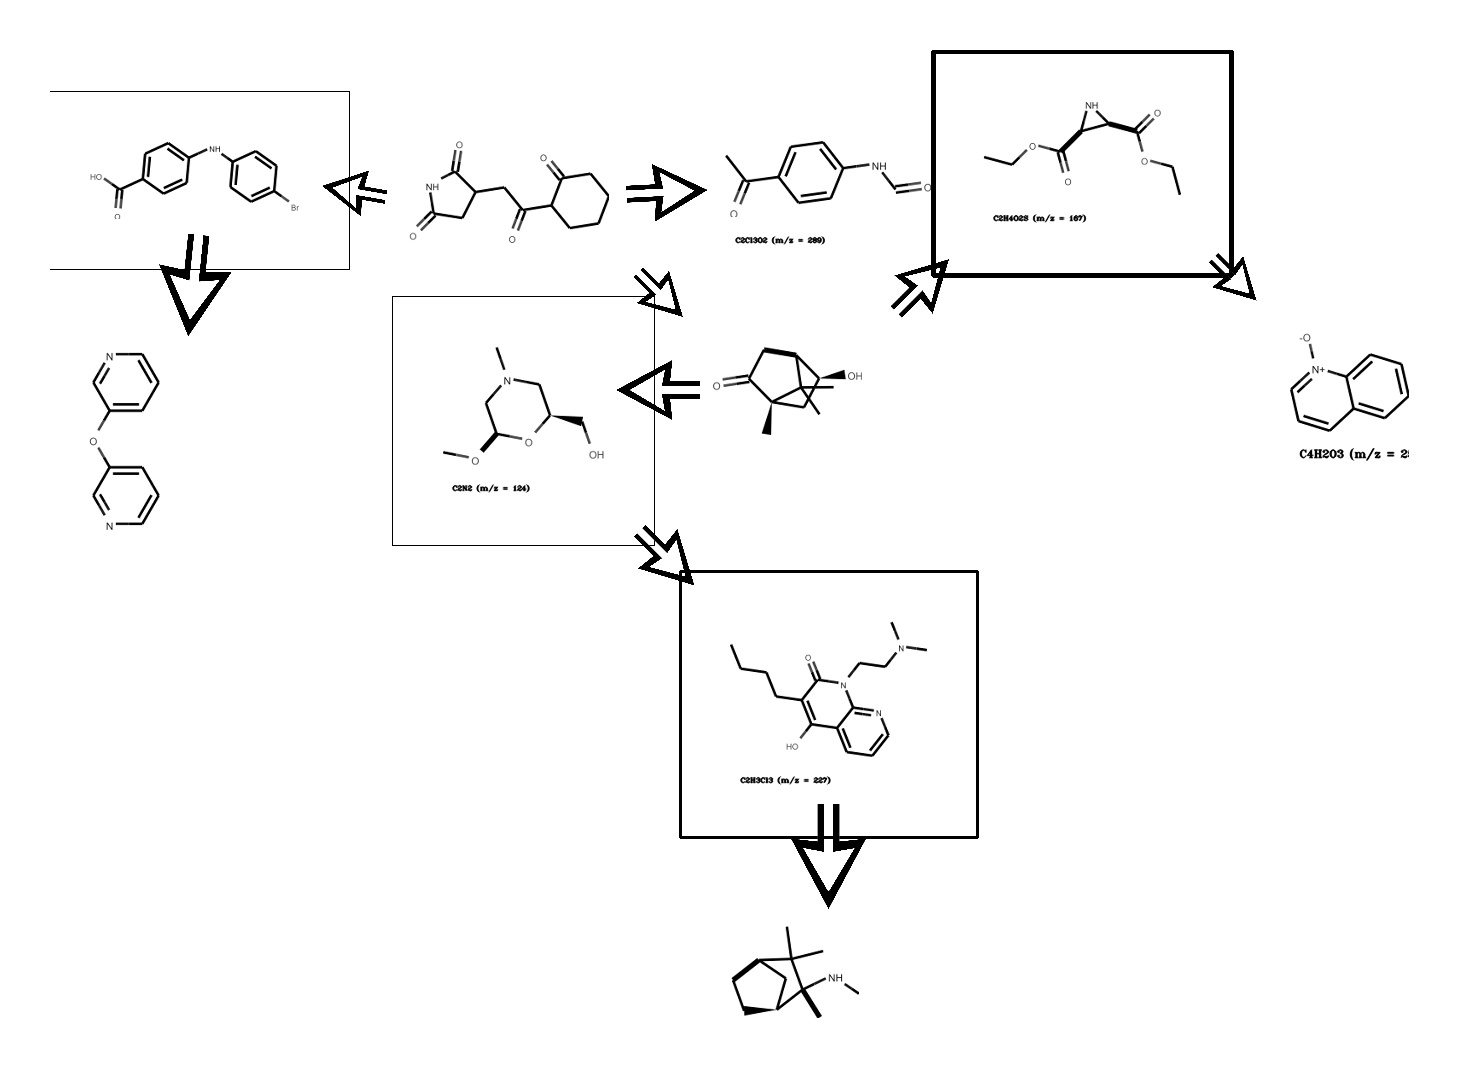 HO
O
NH
Br
O
NH
O
O
O
O
NH
O
C2Cl3O2 (m/z = 289)
NH
O
O
O
O
C2H4O2S (m/z = 167)
N
O
N
N
O
O
OH
C2N2 (m/z = 124)
O
OH
-O
N+
C4H2O3 (m/z =
O
N
N
N
HO
C2H3Cl3 (m/z = 227)
NH